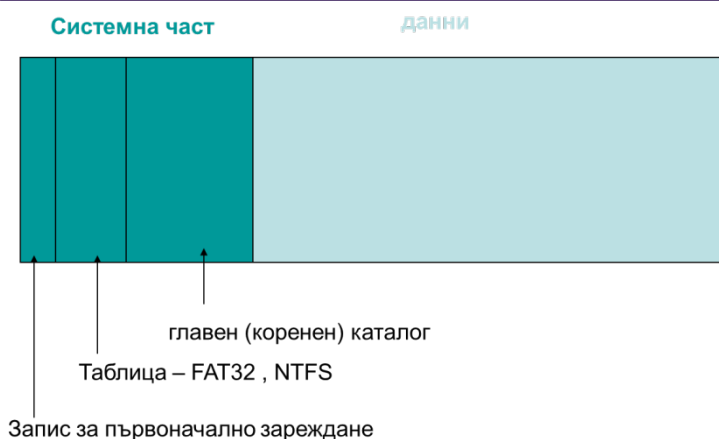 Системна част
данни
главен (коренен) каталог
Таблица – FAT32 , NTFS
Запис за първоначално зареждане